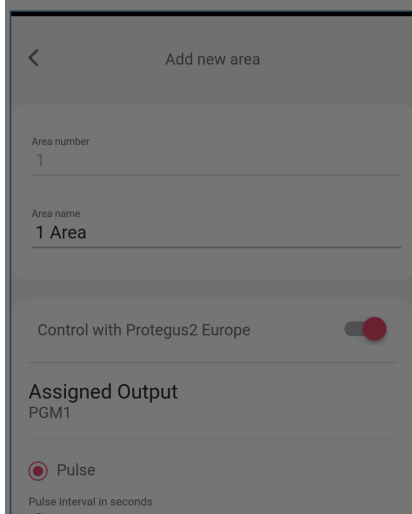 Add new area
Area number
1
Area name
1 Area
Control with Protegus2 Europe
Assigned Output
PGM1
Pulse
Pulse interval in seconds